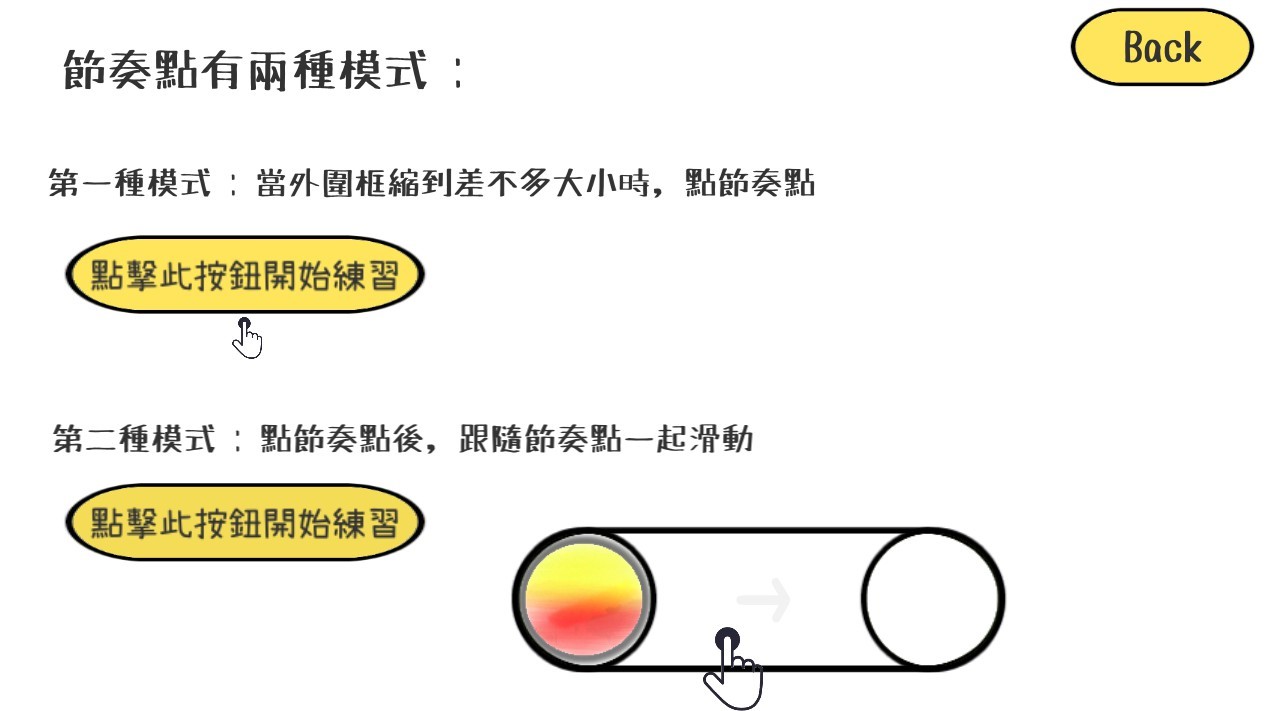 節奏點有兩種模式：
Back
第一種模式：當外圍框縮到差不多大小時，點節奏點
點擊此按鈕開始練習
第二種模式：點節奏點後，跟隨節奏點一起滑動
點擊此按鈕開始練習